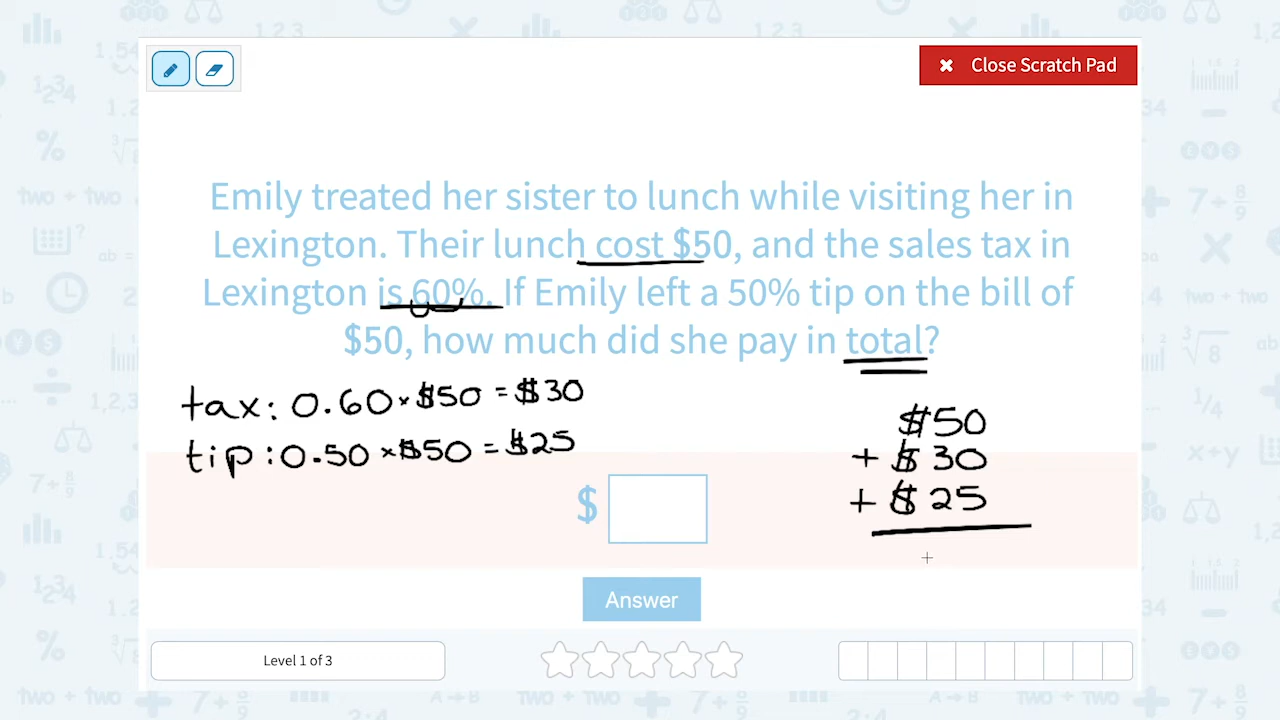 Close Scratch Pad
Emily treated her sister to lunch while visiting her in
Lexington. Their lunch cost $50, and the sales tax in
Lexington is 60%. If Emily left a 50% tip on the bill of
$50, how much did she pay in total?
tax: 0.60 × $50 = $30
tip: 0.50 × $50 = $25
$50
+ $30
+ $25
$
Answer
Level 1 of 3